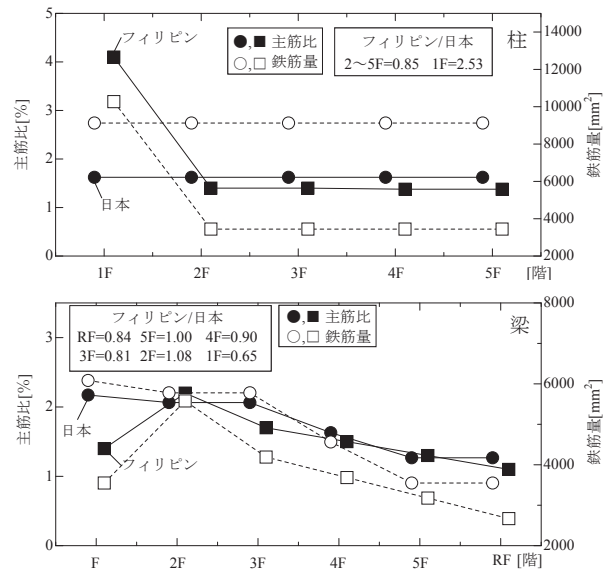 5
4
3
2
1
0
主筋比[%]
フィリピン
日本
●,■ 主筋比
○,□ 鉄筋量
フィリピン/日本
2～5F=0.85 1F=2.53
柱
14000
12000
10000
8000
6000
4000
2000
鉄筋量[mm²]
1F 2F 3F 4F 5F [階]
3
2
1
0
主筋比[%]
フィリピン/日本
RF=0.84 5F=1.00 4F=0.90
3F=0.81 2F=1.08 1F=0.65
●,■ 主筋比
○,□ 鉄筋量
梁
日本
フィリピン
8000
6000
4000
2000
鉄筋量[mm²]
F 2F 3F 4F 5F RF [階]